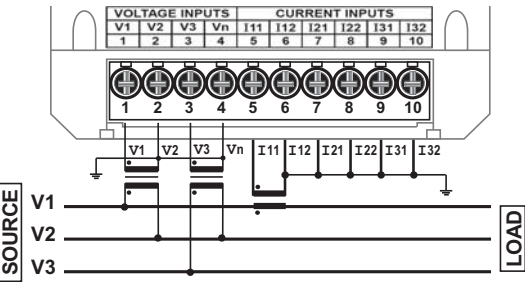 VOLTAGE INPUTS CURRENT INPUTS
V1 V2 V3 Vn I11 I12 I21 I22 I31 I32
1 2 3 4 5 6 7 8 9 10
1 2 3 4 5 6 7 8 9 10
V1 V2 V3 Vn I11 I12 I21 I22 I31 I32
SOURCE
V1
V2
V3
LOAD